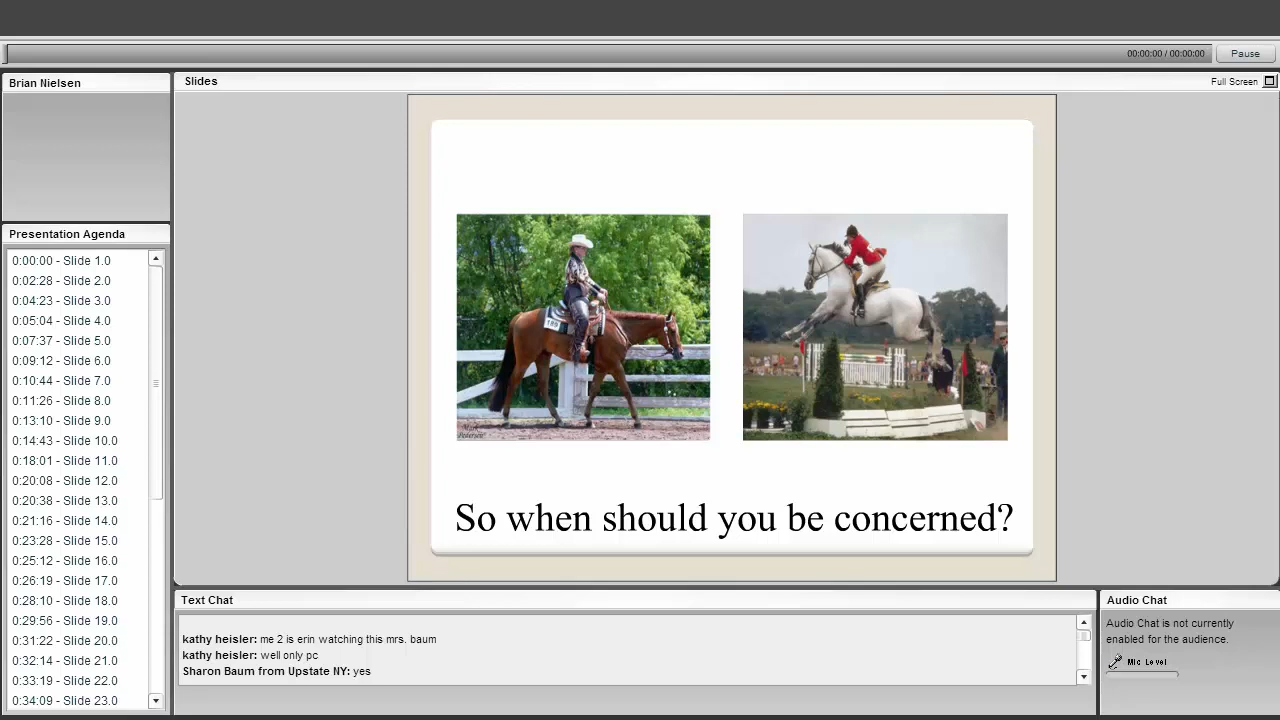 00:00:00 / 00:00:00
Pause
Brian Nielsen
Slides
Full Screen
Presentation Agenda
0:00:00 - Slide 1.0
0:02:28 - Slide 2.0
0:04:23 - Slide 3.0
0:05:04 - Slide 4.0
0:07:37 - Slide 5.0
0:09:12 - Slide 6.0
0:10:44 - Slide 7.0
0:11:26 - Slide 8.0
0:13:10 - Slide 9.0
0:14:43 - Slide 10.0
0:18:01 - Slide 11.0
0:20:08 - Slide 12.0
0:20:38 - Slide 13.0
0:21:16 - Slide 14.0
0:23:28 - Slide 15.0
0:25:12 - Slide 16.0
0:26:19 - Slide 17.0
0:28:10 - Slide 18.0
0:29:56 - Slide 19.0
0:31:22 - Slide 20.0
0:32:14 - Slide 21.0
0:33:19 - Slide 22.0
0:34:09 - Slide 23.0
189
So when should you be concerned?
Text Chat
kathy heisler: me 2 is erin watching this mrs. baum
kathy heisler: well only pc
Sharon Baum from Upstate NY: yes
Audio Chat
Audio Chat is not currently
enabled for the audience.
Mic Level